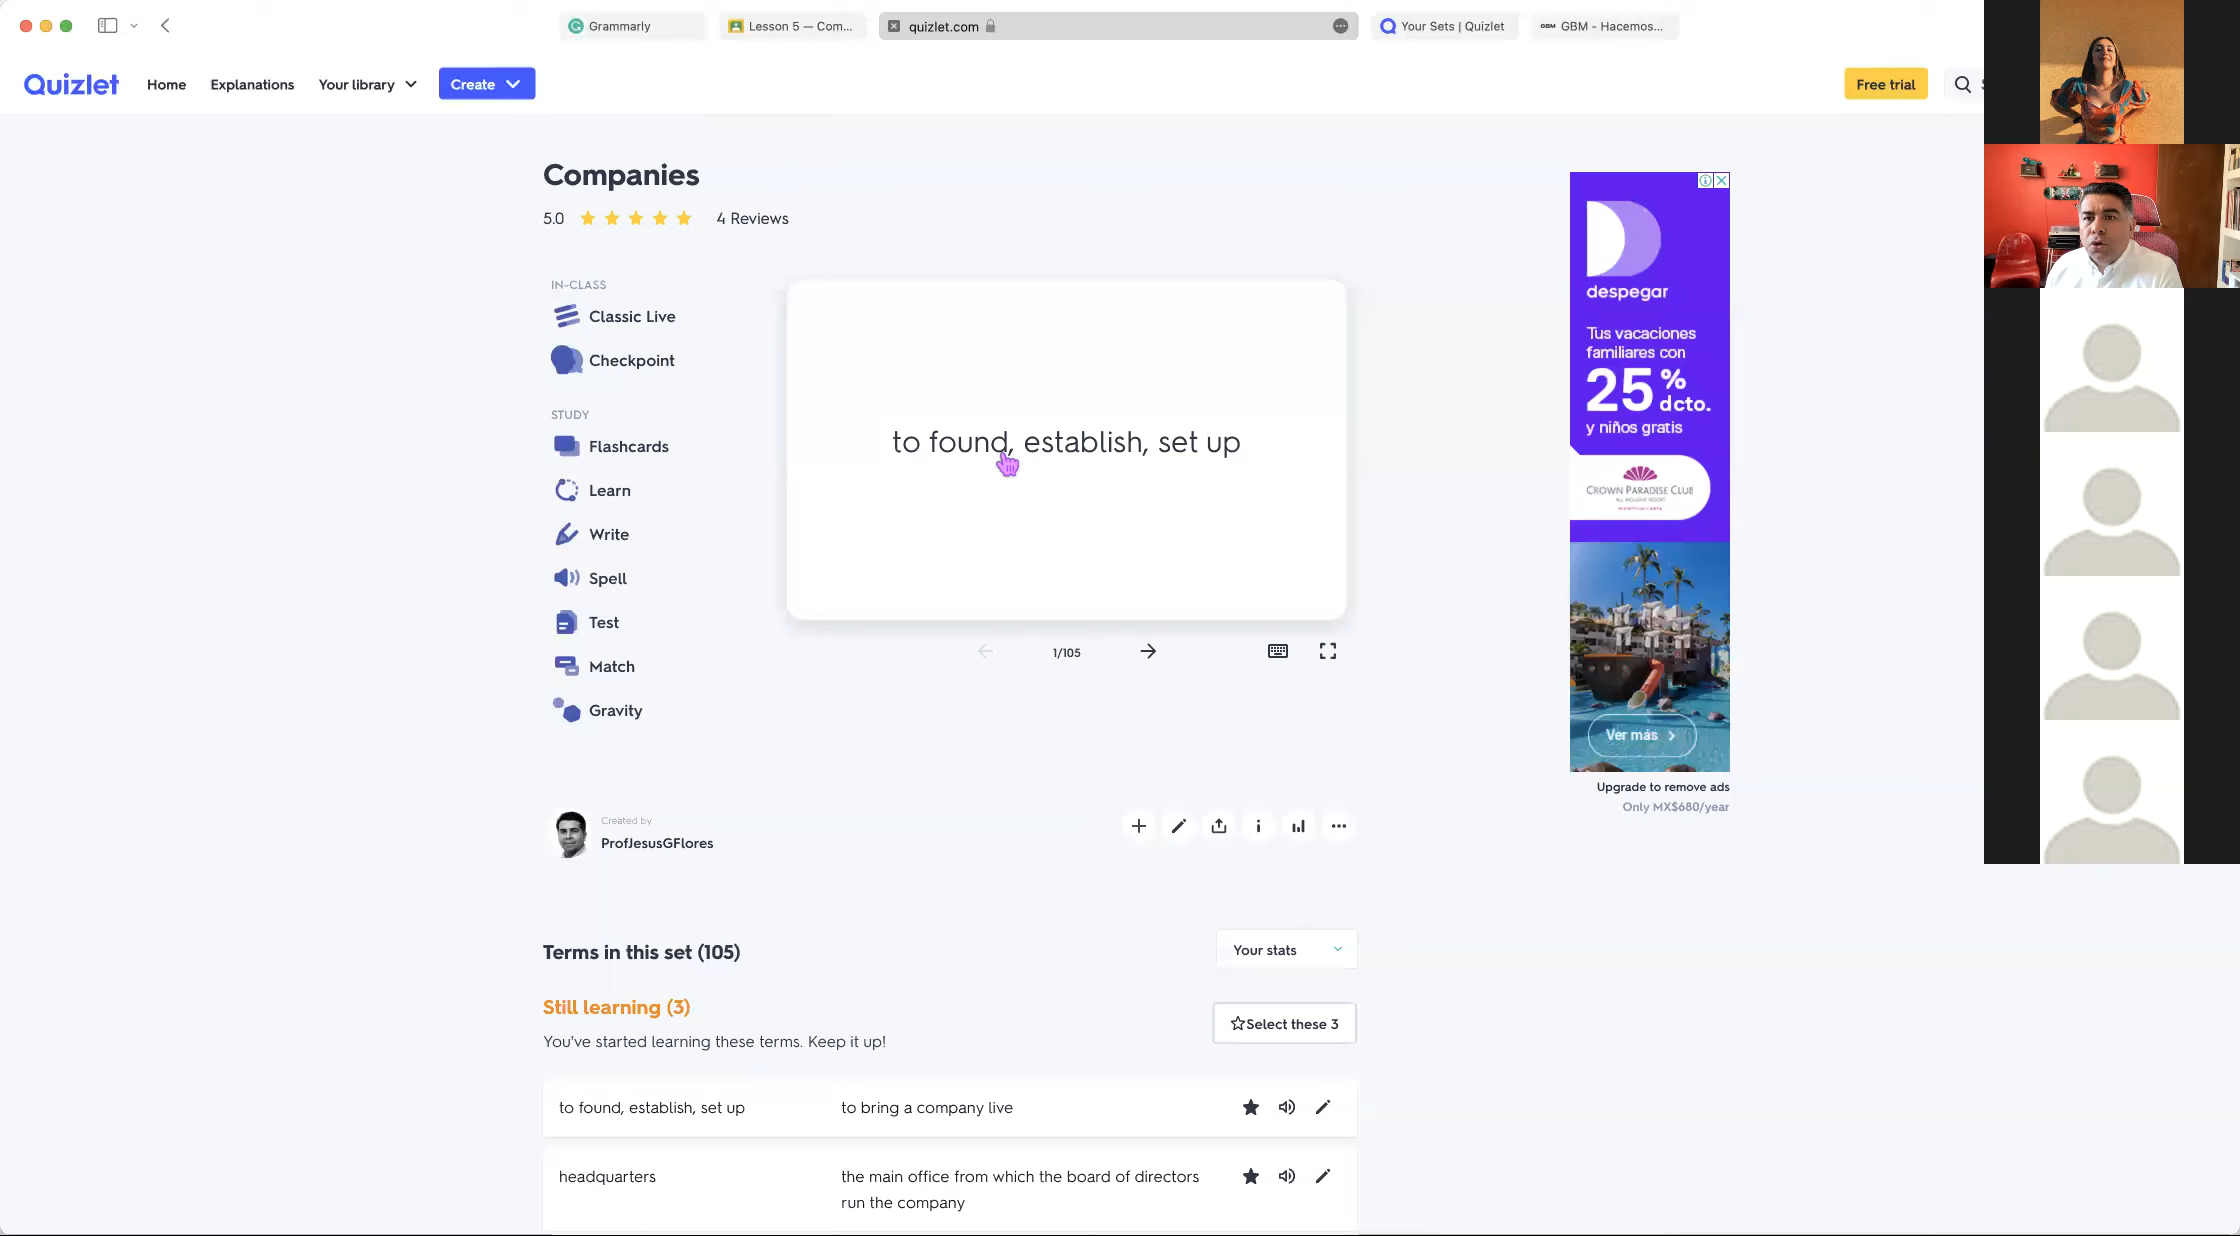 Grammarly
Lesson 5 — Com...
quizlet.com
Your Sets | Quizlet
GBM GBM - Hacemos...
Quizlet
Home
Explanations
Your library
Create
Free trial
Companies
5.0
4 Reviews
IN-CLASS
Classic Live
Checkpoint
STUDY
Flashcards
Learn
Write
Spell
Test
Match
Gravity
to found, establish, set up
1/105
despegar
Tus vacaciones
familiares con
25%
dcto.
y niños gratis
CROWN PARADISE CLUB
Ver más
Upgrade to remove ads
Only MX$680/year
Created by
ProfJesusGFlores
Terms in this set (105)
Your stats
Still learning (3)
Select these 3
You've started learning these terms. Keep it up!
to found, establish, set up
to bring a company live
headquarters
the main office from which the board of directors
run the company